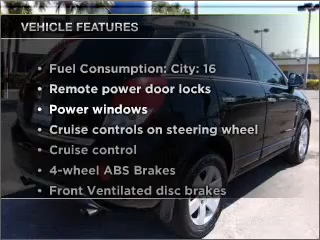 VEHICLE FEATURES
• Fuel Consumption: City: 16
• Remote power door locks
• Power windows
• Cruise controls on steering wheel
• Cruise control
• 4-wheel ABS Brakes
• Front Ventilated disc brakes